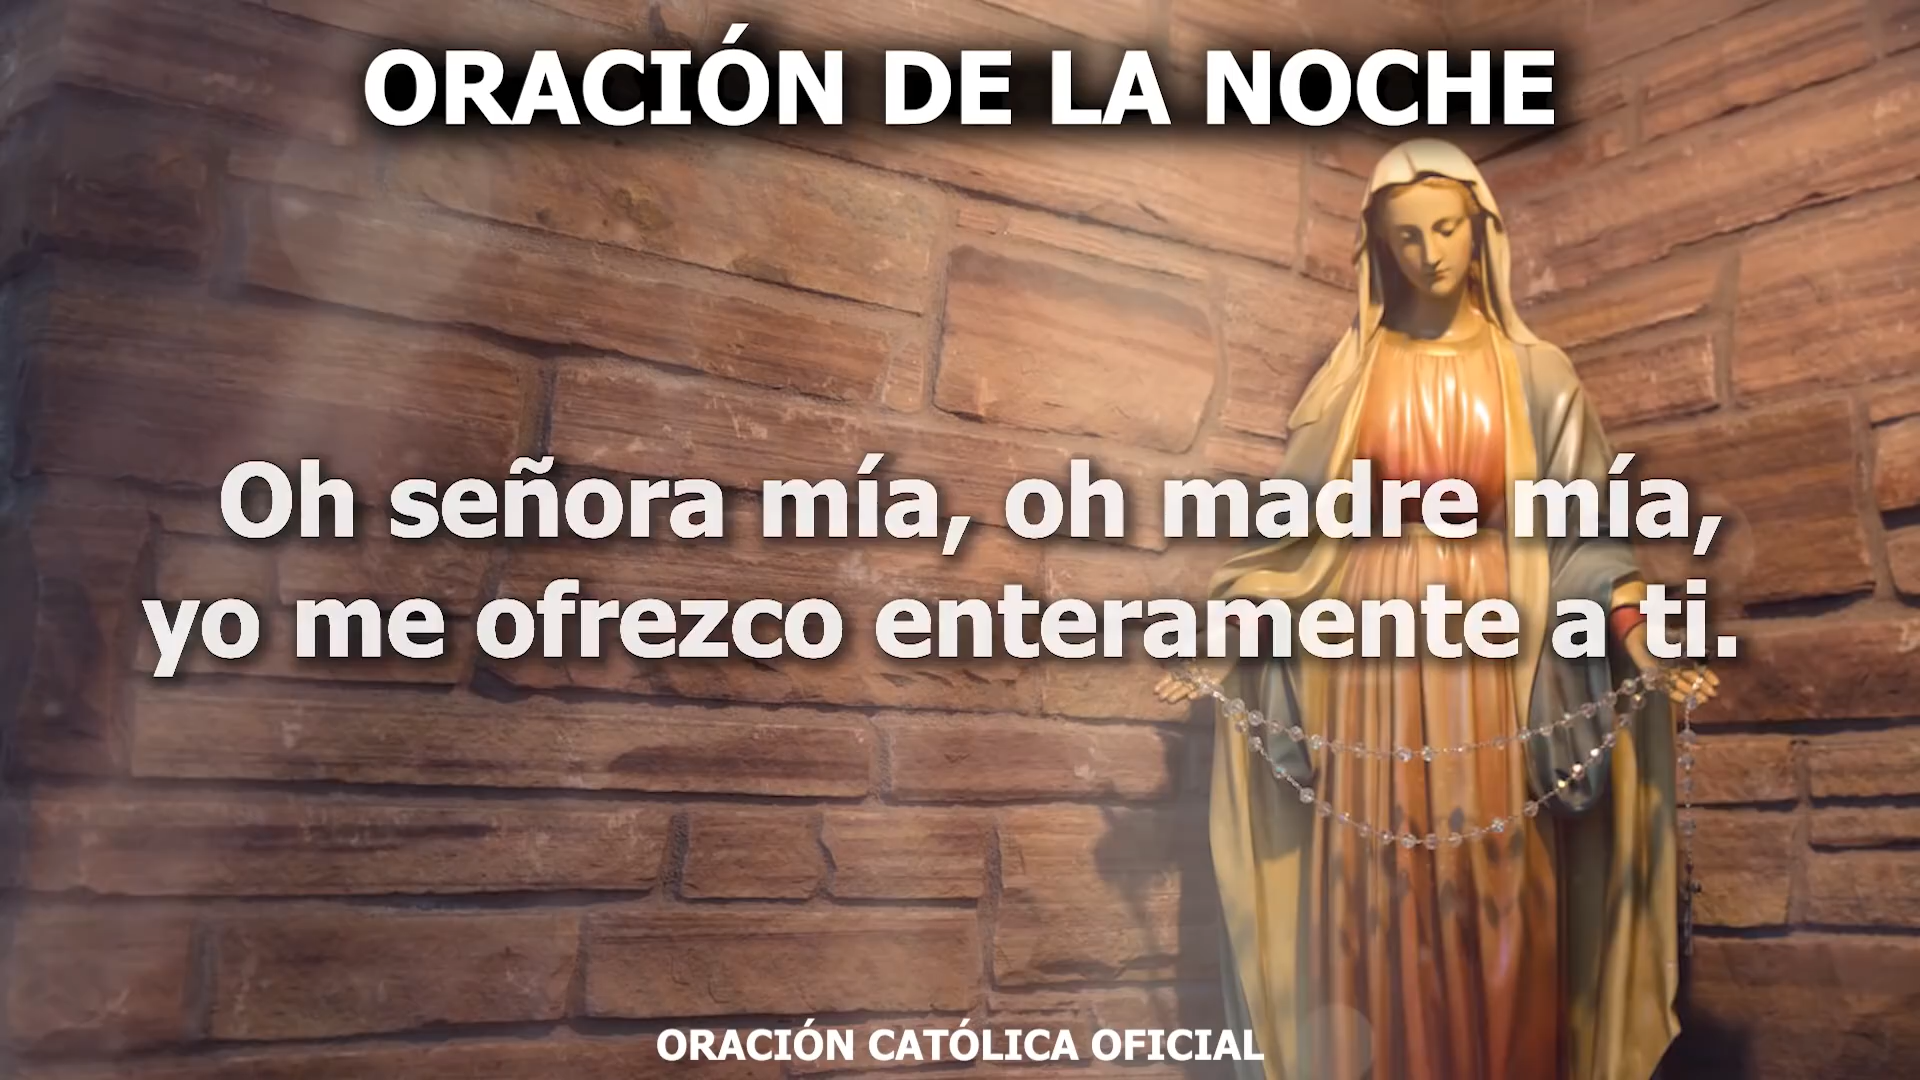 ORACIÓN DE LA NOCHE
Oh señora mía, oh madre mía,
yo me ofrezco enteramente a ti.
ORACIÓN CATÓLICA OFICIAL